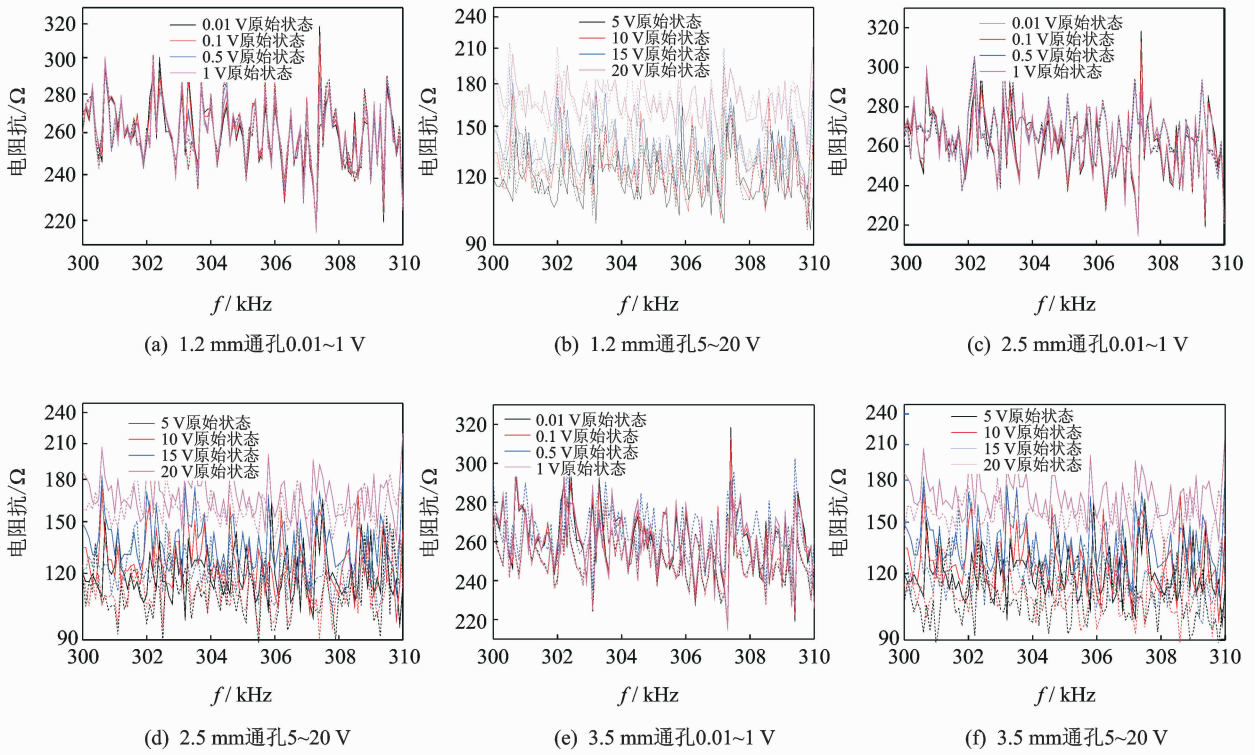 320
300
280
260
240
220
电阻抗/Ω
0.01 V原始状态
0.1 V原始状态
0.5 V原始状态
1 V原始状态
300 302 304 306 308 310
f / kHz
(a) 1.2 mm通孔0.01~1 V
240
210
180
150
120
90
电阻抗/Ω
5 V原始状态
10 V原始状态
15 V原始状态
20 V原始状态
300 302 304 306 308 310
f / kHz
(b) 1.2 mm通孔5~20 V
320
300
280
260
240
220
电阻抗/Ω
0.01 V原始状态
0.1 V原始状态
0.5 V原始状态
1 V原始状态
300 302 304 306 308 310
f / kHz
(c) 2.5 mm通孔0.01~1 V
240
210
180
150
120
90
电阻抗/Ω
5 V原始状态
10 V原始状态
15 V原始状态
20 V原始状态
300 302 304 306 308 310
f / kHz
(d) 2.5 mm通孔5~20 V
320
300
280
260
240
220
电阻抗/Ω
0.01 V原始状态
0.1 V原始状态
0.5 V原始状态
1 V原始状态
300 302 304 306 308 310
f / kHz
(e) 3.5 mm通孔0.01~1 V
240
210
180
150
120
90
电阻抗/Ω
5 V原始状态
10 V原始状态
15 V原始状态
20 V原始状态
300 302 304 306 308 310
f / kHz
(f) 3.5 mm通孔5~20 V